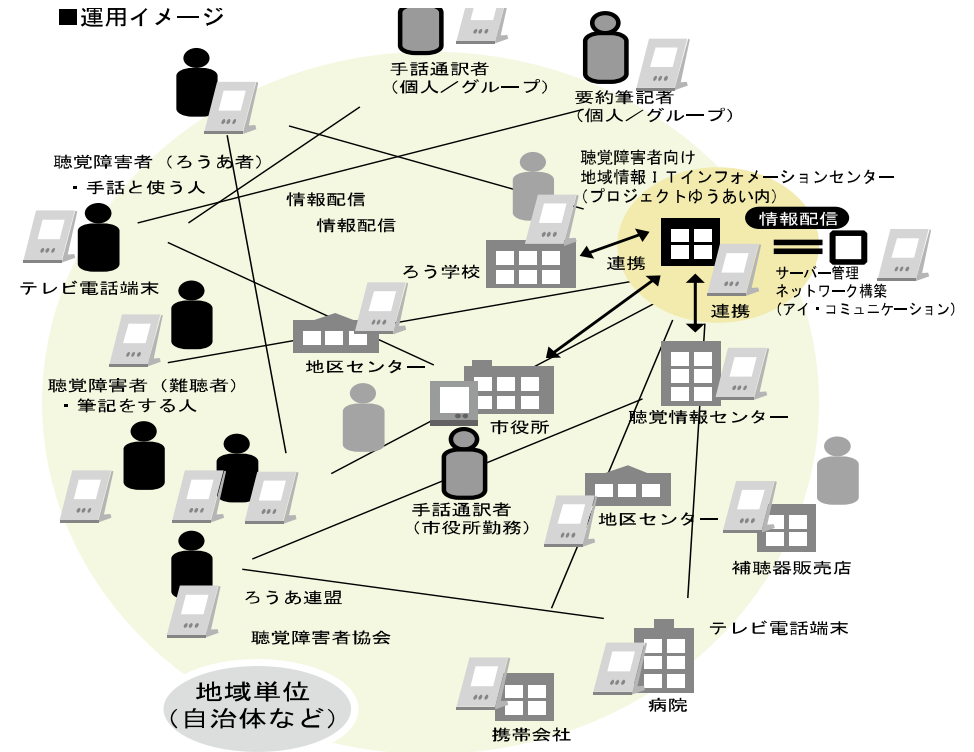 ■運用イメージ
手話通訳者
(個人／グループ)
要約筆記者
(個人／グループ)
聴覚障害者（ろうあ者）
・手話と使う人
情報配信
情報配信
聴覚障害者向け
地域情報ＩＴインフォメーションセンター
(プロジェクトゆうあい内)
情報配信
ろう学校
連携
サーバー管理
ネットワーク構築
(アイ・コミュニケーション)
テレビ電話端末
連携
地区センター
聴覚障害者（難聴者）
・筆記をする人
市役所
聴覚情報センター
手話通訳者
(市役所勤務)
地区センター
補聴器販売店
ろうあ連盟
聴覚障害者協会
テレビ電話端末
地域単位
(自治体など)
病院
携帯会社